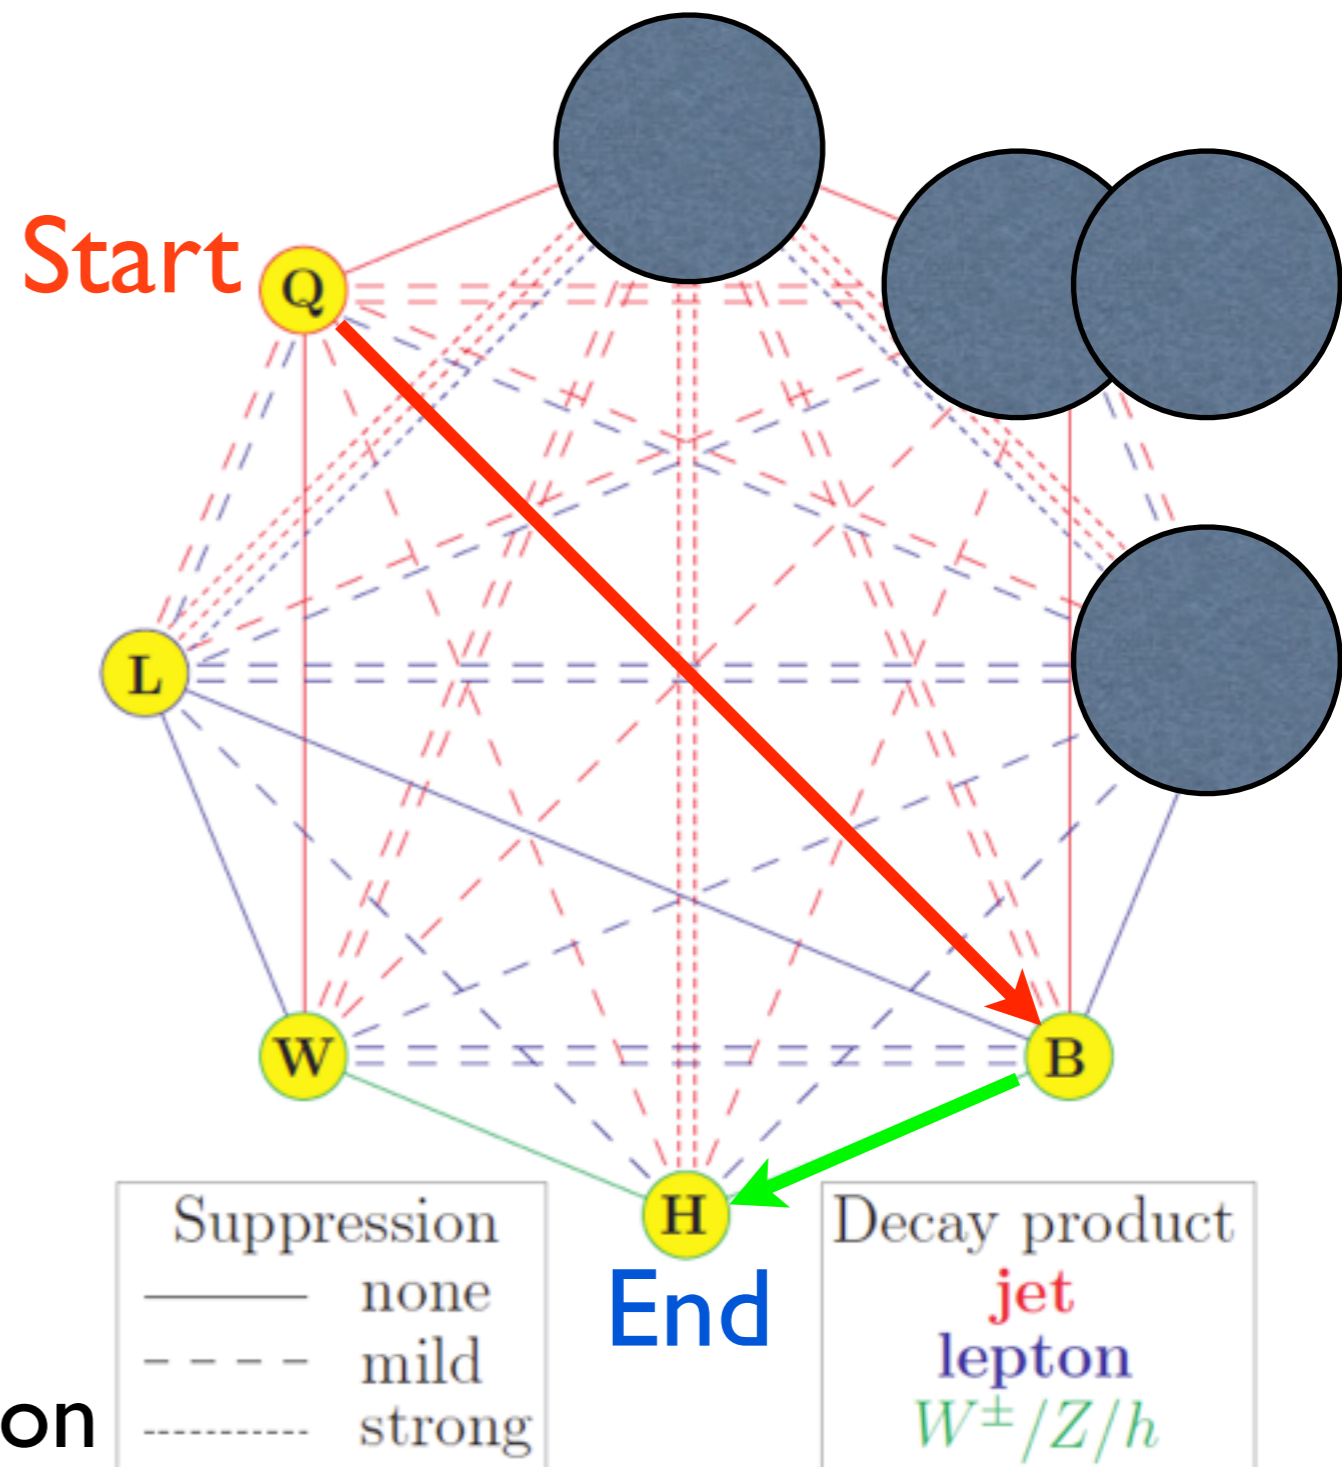 Start
Q
L
W
B
H
End
Suppression
none
mild
strong
on
Decay product
jet
lepton
W±/Z/h